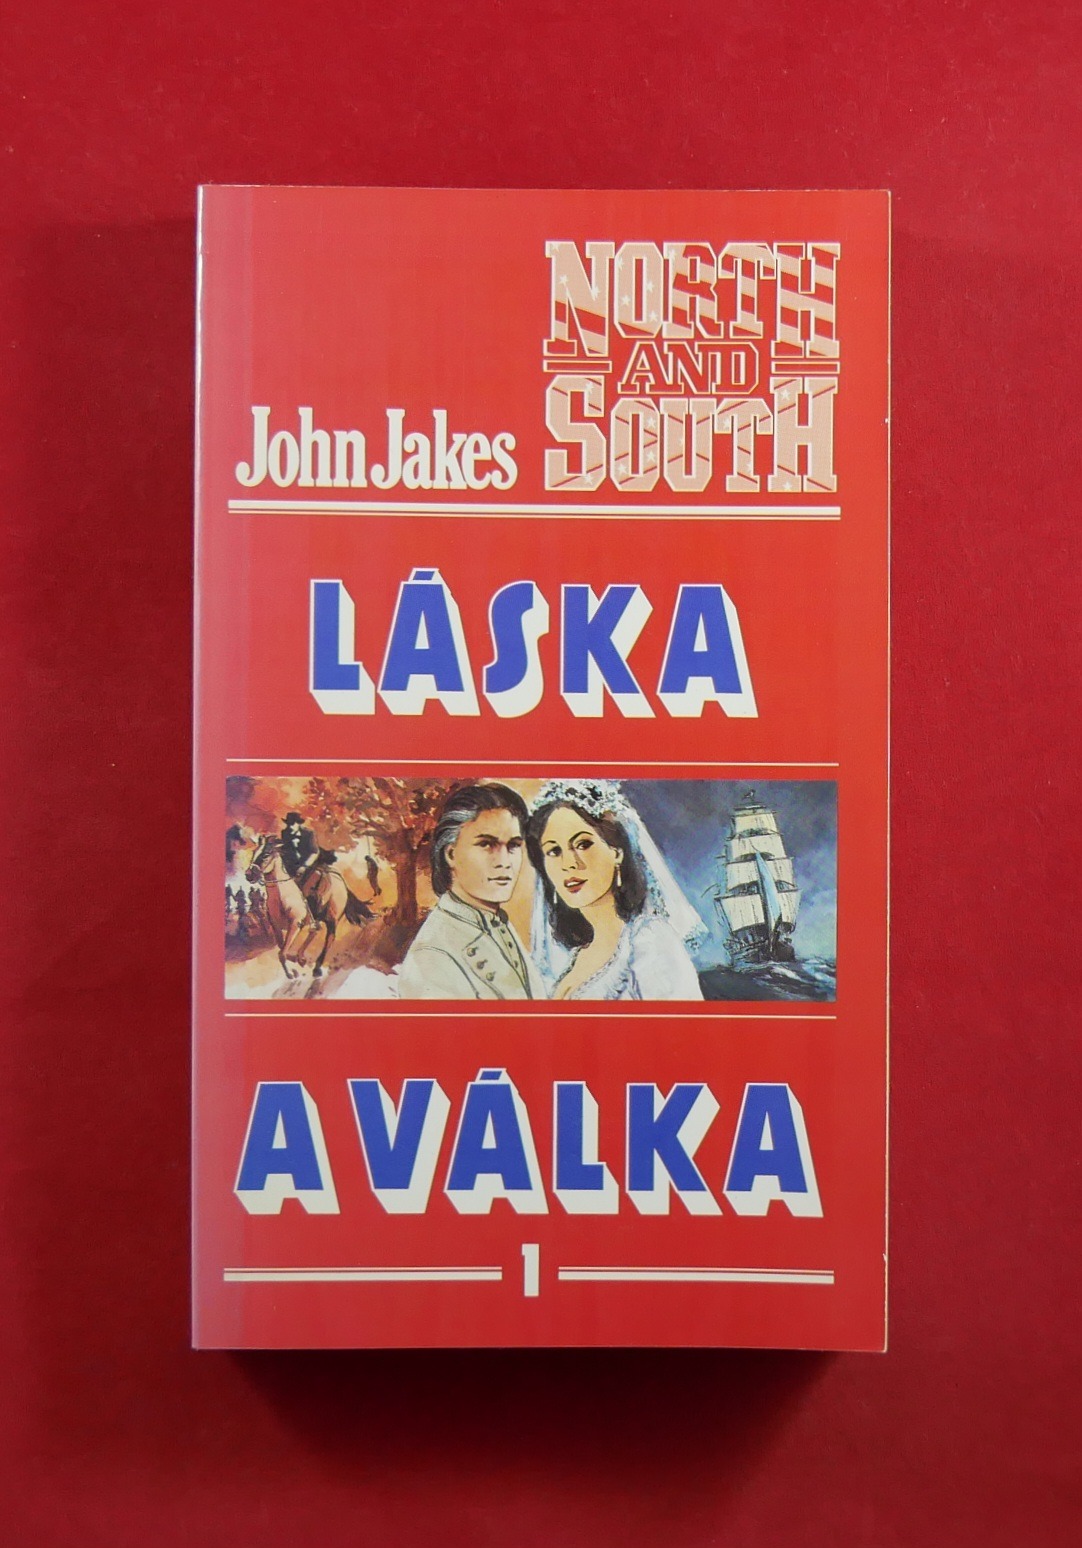 NORTH
AND
SOUTH
John Jakes
LÁSKA
A VÁLKA
1